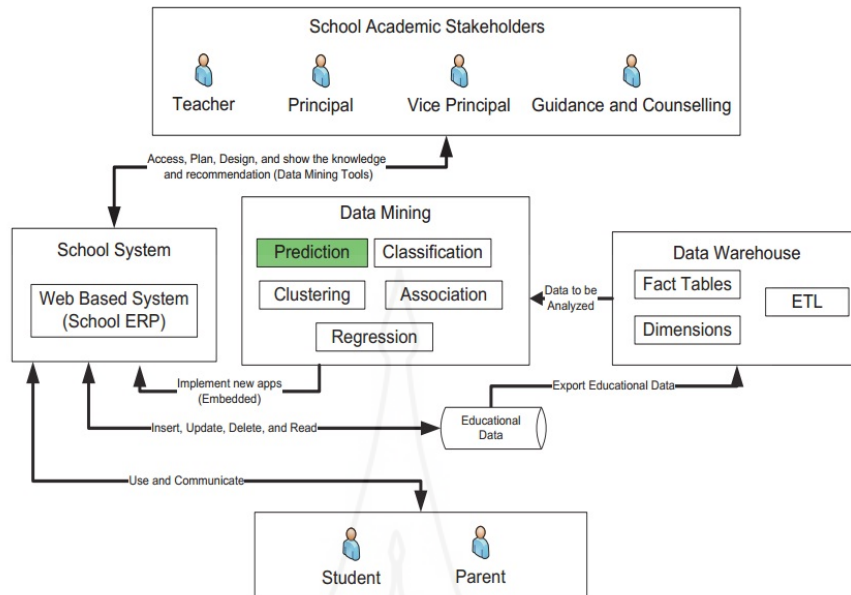 School Academic Stakeholders
Teacher
Principal
Vice Principal
Guidance and Counselling
Access, Plan, Design, and show the knowledge
and recommendation (Data Mining Tools)
School System
Web Based System
(School ERP)
Data Mining
Prediction
Classification
Clustering
Association
Regression
Data to be
Analyzed
Data Warehouse
Fact Tables
ETL
Dimensions
Implement new apps
(Embedded)
Export Educational Data
Insert, Update, Delete, and Read
Educational
Data
Use and Communicate
Student
Parent